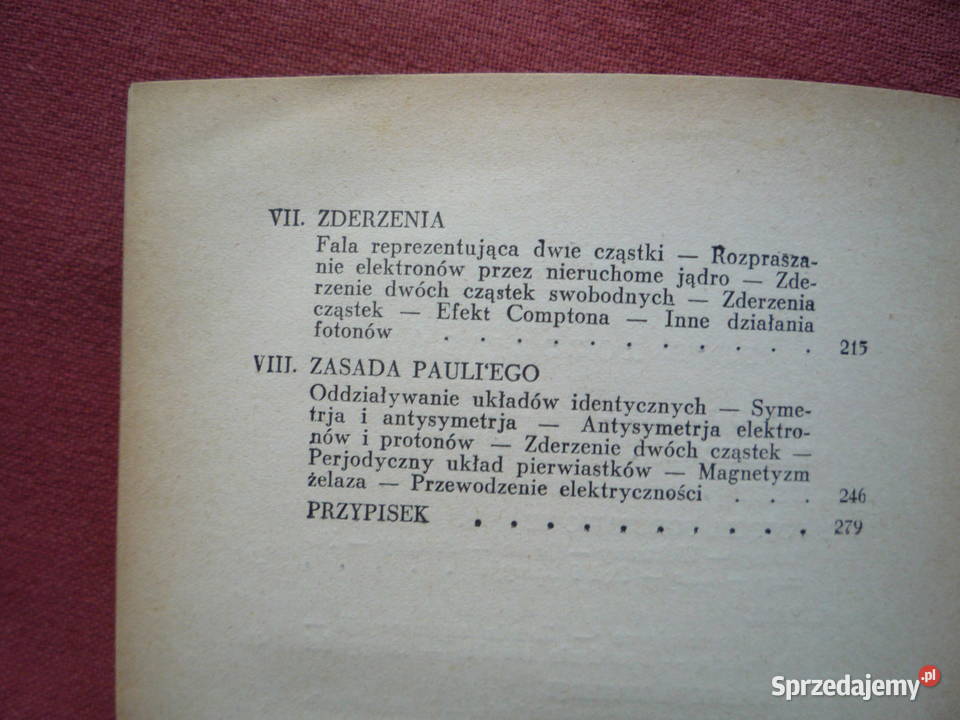 VII. ZDERZENIA
Fala reprezentująca dwie cząstki — Rozprasza-
nie elektronów przez nieruchome jądro — Zde-
rzenie dwóch cząstek swobodnych — Zderzenia
cząstek — Efekt Comptona — Inne działania
fotonów . . . . . . . . . . . 215
VIII. ZASADA PAULI'EGO
Oddziaływanie układów identycznych — Syme-
trja i antysymetrja — Antysymetrja elektro-
nów i protonów — Zderzenie dwóch cząstek —
Perjodyczny układ pierwiastków — Magnetyzm
żelaza — Przewodzenie elektryczności . . . 246
PRZYPISEK . . . . . . . . . . 279
Sprzedajemy.pl